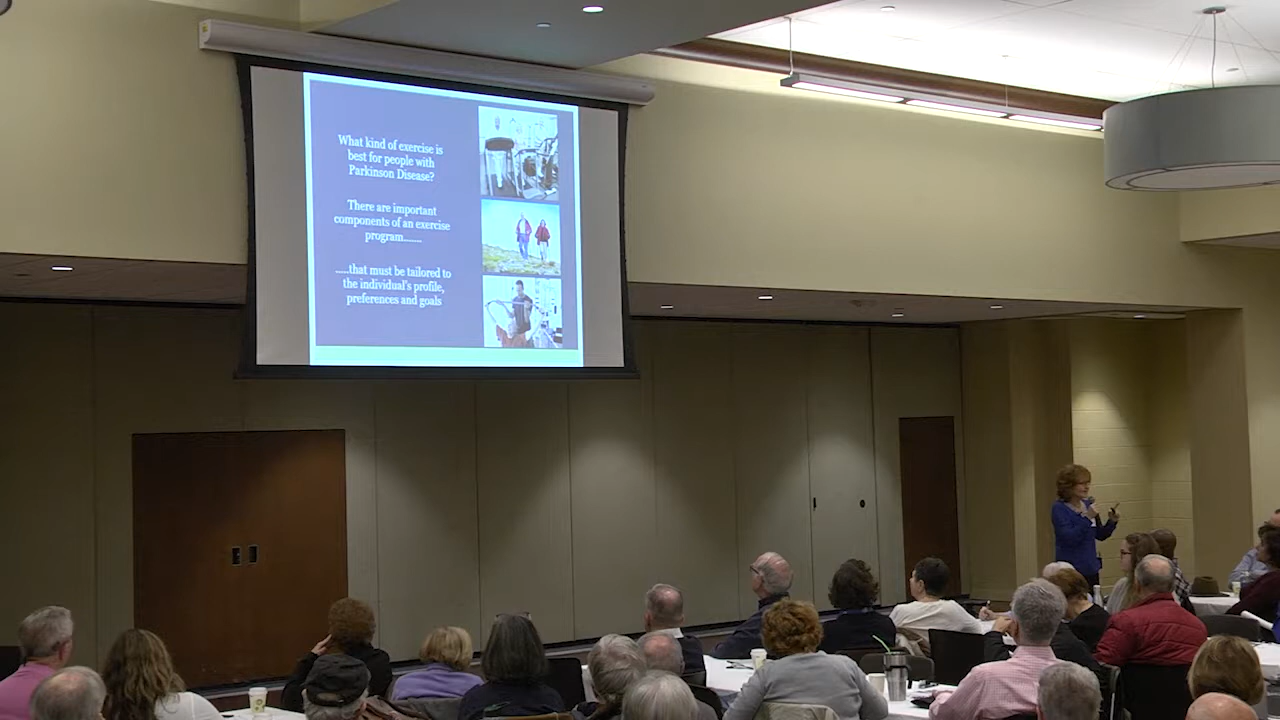 What kind of exercise is
best for people with
Parkinson Disease?
There are important
components of an exercise
program.......
.....that must be tailored to
the individual's profile,
preferences and goals